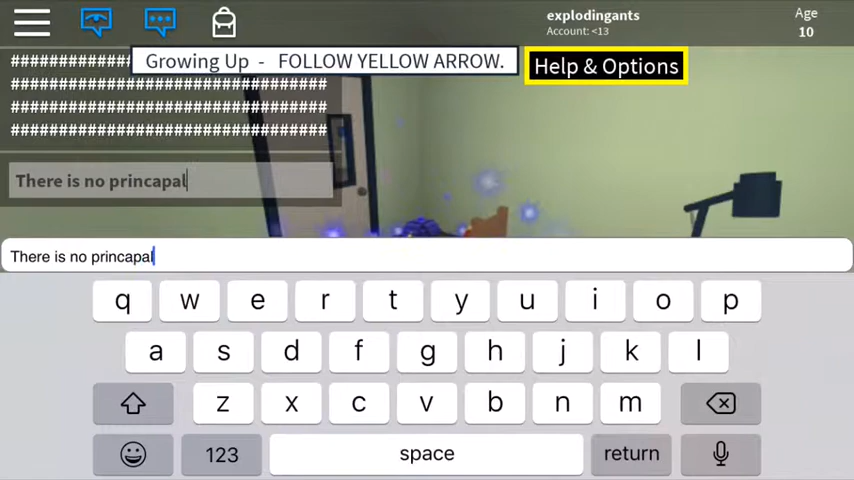 explodingants
Account: <13
Age
10
Growing Up - FOLLOW YELLOW ARROW.
Help & Options
#############
#################################
#################################
#################################
There is no princapal
There is no princapal
q w e r t y u i o p
a s d f g h j k l
z x c v b n m
123 space return